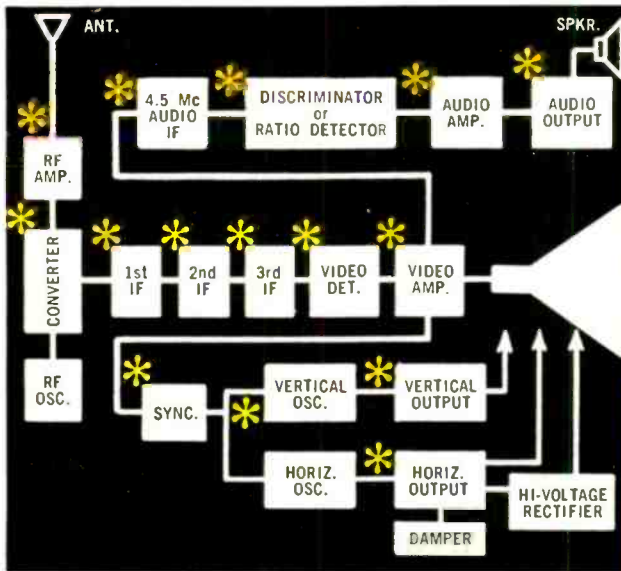 ANT.
SPKR.
4.5 Mc
AUDIO
IF
DISCRIMINATOR
or
RATIO DETECTOR
AUDIO
AMP.
AUDIO
OUTPUT
RF
AMP.
CONVERTER
1st
IF
2nd
IF
3rd
IF
VIDEO
DET.
VIDEO
AMP.
RF
OSC.
SYNC.
VERTICAL
OSC.
VERTICAL
OUTPUT
HORIZ.
OSC.
HORIZ.
OUTPUT
HI-VOLTAGE
RECTIFIER
DAMPER